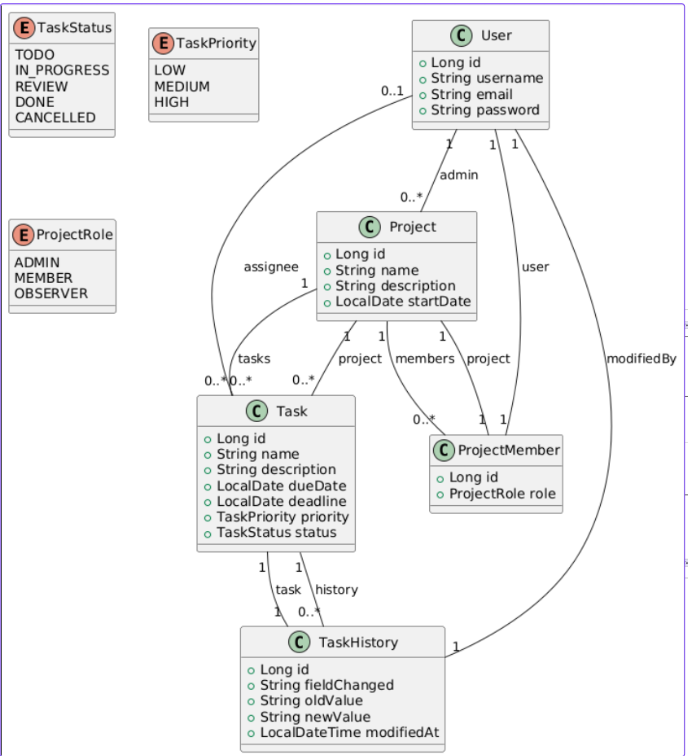 E TaskStatus
TODO
IN_PROGRESS
REVIEW
DONE
CANCELLED
E TaskPriority
LOW
MEDIUM
HIGH
C User
Long id
String username
String email
String password
0..1
1
1
1
admin
0..*
E ProjectRole
ADMIN
MEMBER
OBSERVER
C Project
Long id
String name
String description
LocalDate startDate
assignee
1
user
1
1
1
tasks
project
members
project
modifiedBy
0..*
0..*
0..*
0..*
1
1
C Task
Long id
String name
String description
LocalDate dueDate
LocalDate deadline
TaskPriority priority
TaskStatus status
C ProjectMember
Long id
ProjectRole role
1
1
task
history
1
0..*
1
C TaskHistory
Long id
String fieldChanged
String oldValue
String newValue
LocalDateTime modifiedAt